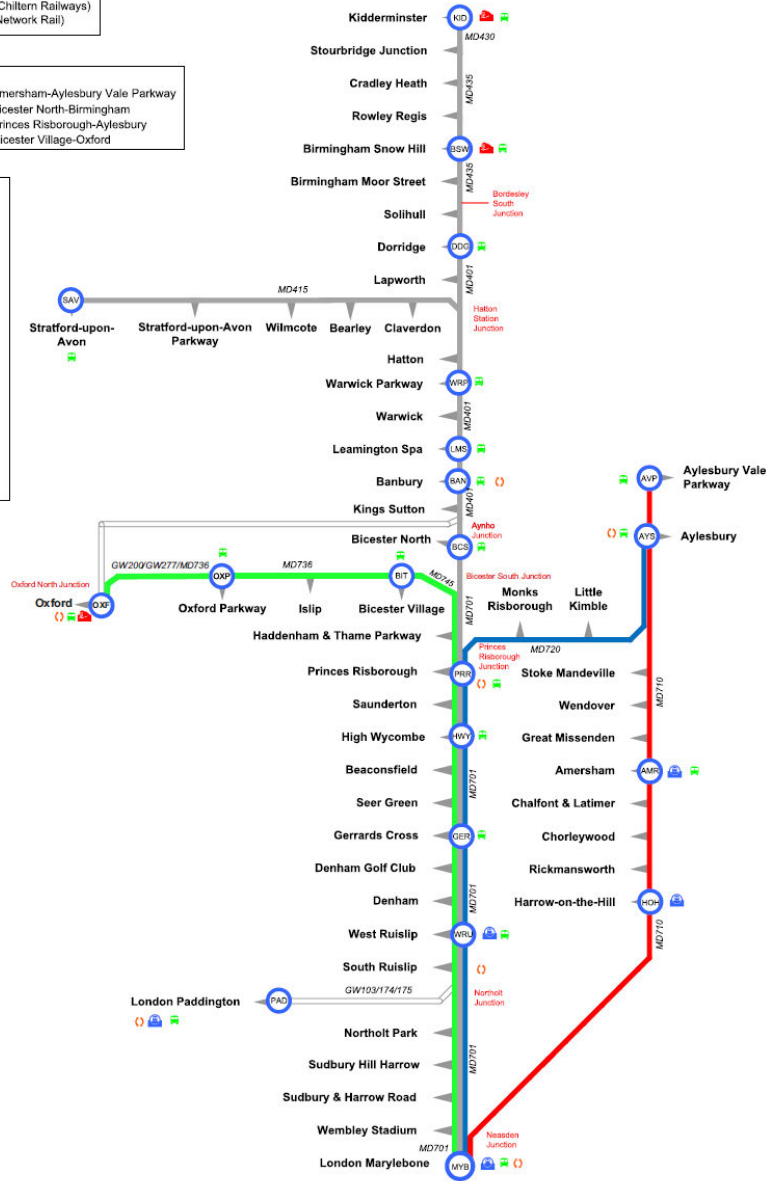 Chiltern Railways)
Network Rail)
mersham-Aylesbury Vale Parkway
icester North-Birmingham
rinces Risborough-Aylesbury
icester Village-Oxford
Kidderminster
KID
MD430
Stourbridge Junction
Cradley Heath
MD435
Rowley Regis
Birmingham Snow Hill
BSW
MD435
Birmingham Moor Street
Bordesley
South
Junction
Solihull
Dorridge
DDG
Lapworth
MD401
SAV
MD415
Stratford-upon-
Avon
Stratford-upon-Avon
Parkway
Wilmcote
Bearley
Claverdon
Hatton
Station
Junction
Hatton
Warwick Parkway
WRP
Warwick
MD401
Leamington Spa
LMS
Banbury
BAN
MD401
Kings Sutton
Aynho
Junction
Bicester North
BCS
AVP
Aylesbury Vale
Parkway
AYS
Aylesbury
GW200/GW277/MD736
MD736
MD745
Oxford North Junction
Oxford
OXF
OXP
Oxford Parkway
Islip
BIT
Bicester Village
Bicester South Junction
MD701
Monks
Risborough
Little
Kimble
Haddenham & Thame Parkway
MD720
Princes
Risborough
Junction
Princes Risborough
PRR
Stoke Mandeville
MD710
Saunderton
Wendover
High Wycombe
HWY
Great Missenden
Beaconsfield
MD701
Amersham
AMR
Seer Green
Chalfont & Latimer
Gerrards Cross
GER
Chorleywood
Denham Golf Club
Rickmansworth
Denham
MD701
Harrow-on-the-Hill
HOH
West Ruislip
WRU
MD710
South Ruislip
GW103/174/175
London Paddington
PAD
Northolt
Junction
Northolt Park
Sudbury Hill Harrow
MD701
Sudbury & Harrow Road
Wembley Stadium
MD701
Neasden
Junction
London Marylebone
MYB